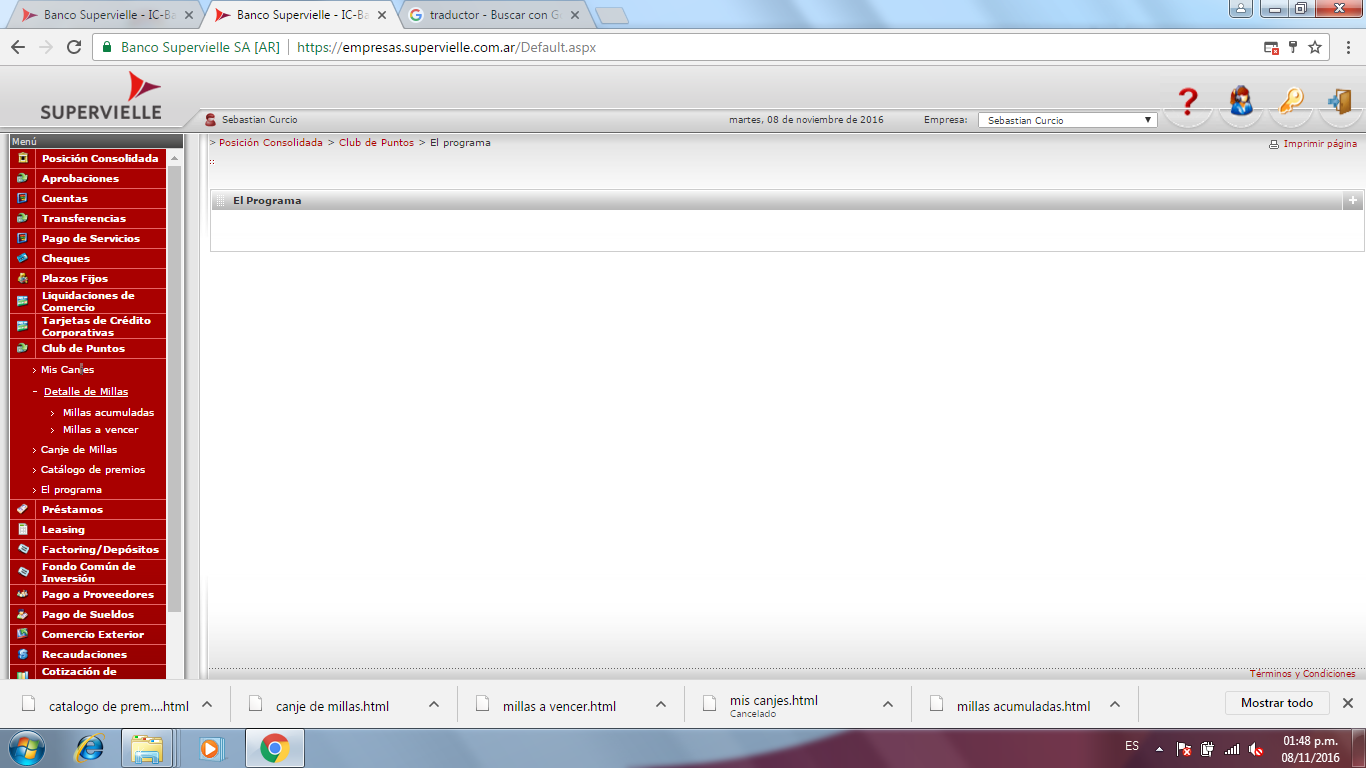 Banco Supervielle - IC-Ba
Banco Supervielle - IC-Ba
traductor - Buscar con G
Banco Supervielle SA [AR]
https://empresas.supervielle.com.ar/Default.aspx
SUPERVIELLE
Sebastian Curcio
martes, 08 de noviembre de 2016
Empresa:
Sebastian Curcio
Menú
> Posición Consolidada > Club de Puntos > El programa
Imprimir página
::
El Programa
Posición Consolidada
Aprobaciones
Cuentas
Transferencias
Pago de Servicios
Cheques
Plazos Fijos
Liquidaciones de
Comercio
Tarjetas de Crédito
Corporativas
Club de Puntos
Mis Canjes
Detalle de Millas
Millas acumuladas
Millas a vencer
Canje de Millas
Catálogo de premios
El programa
Préstamos
Leasing
Factoring/Depósitos
Fondo Común de
Inversión
Pago a Proveedores
Pago de Sueldos
Comercio Exterior
Recaudaciones
Cotización de
Términos y Condiciones
catalogo de prem....html
canje de millas.html
millas a vencer.html
mis canjes.html
Cancelado
millas acumuladas.html
Mostrar todo
ES
01:48 p.m.
08/11/2016